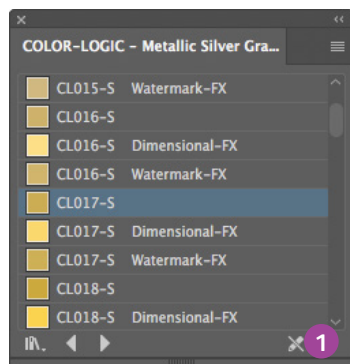 COLOR-LOGIC - Metallic Silver Gra...
CL015-S Watermark-FX
CL016-S
CL016-S Dimensional-FX
CL016-S Watermark-FX
CL017-S
CL017-S Dimensional-FX
CL017-S Watermark-FX
CL018-S
CL018-S Dimensional-FX
1